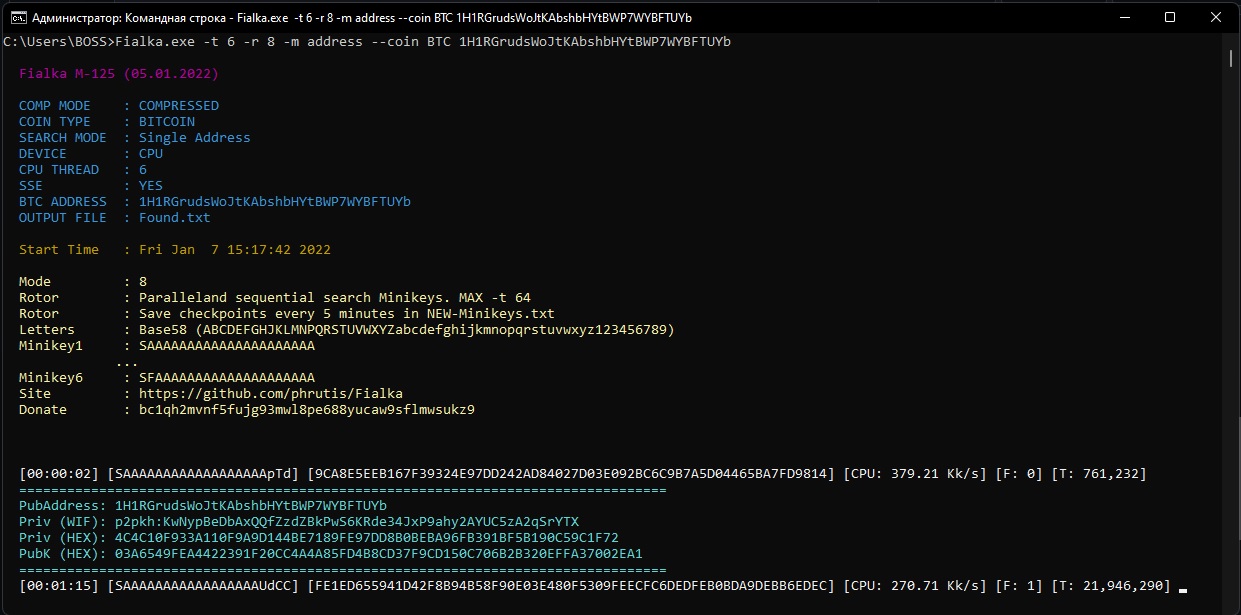 Администратор: Командная строка - Fialka.exe -t 6 -r 8 -m address --coin BTC 1H1RGrudsWoJtKAbshbHYtBWP7WYBFTUYb
C:\Users\BOSS>Fialka.exe -t 6 -r 8 -m address --coin BTC 1H1RGrudsWoJtKAbshbHYtBWP7WYBFTUYb
Fialka M-125 (05.01.2022)
COMP MODE : COMPRESSED
COIN TYPE : BITCOIN
SEARCH MODE : Single Address
DEVICE : CPU
CPU THREAD : 6
SSE : YES
BTC ADDRESS : 1H1RGrudsWoJtKAbshbHYtBWP7WYBFTUYb
OUTPUT FILE : Found.txt
Start Time : Fri Jan 7 15:17:42 2022
Mode : 8
Rotor : Paralleland sequential search Minikeys. MAX -t 64
Rotor : Save checkpoints every 5 minutes in NEW-Minikeys.txt
Letters : Base58 (ABCDEFGHJKLMNPQRSTUVWXYZabcdefghijkmnopqrstuvwxyz123456789)
Minikey1 : SAAAAAAAAAAAAAAAAAAAAA
...
Minikey6 : SFAAAAAAAAAAAAAAAAAAAA
Site : https://github.com/phrutis/Fialka
Donate : bc1qh2mvnf5fujg93mwl8pe688yucaw9sflmwsukz9
[00:00:02] [SAAAAAAAAAAAAAAAAAApTd] [9CA8E5EEB167F39324E97DD242AD84027D03E092BC6C9B7A5D04465BA7FD9814] [CPU: 379.21 Kk/s] [F: 0] [T: 761,232]
=================================================================================
PubAddress: 1H1RGrudsWoJtKAbshbHYtBWP7WYBFTUYb
Priv (WIF): p2pkh:KwNypBeDbAxQQfZzdZBkPwS6KRde34JxP9ahy2AYUC5zA2qSrYTX
Priv (HEX): 4C4C10F933A110F9A9D144BE7189FE97DD8B0BEBA96FB391BF5B190C59C1F72
PubK (HEX): 03A6549FEA4422391F20CC4A4A85FD4B8CD37F9CD150C706B2B320EFFA37002EA1
=================================================================================
[00:01:15] [SAAAAAAAAAAAAAAAAAUdCC] [FE1ED655941D42F8B94B58F90E03E480F5309FEECFC6DEDFEB0BDA9DEBB6EDEC] [CPU: 270.71 Kk/s] [F: 1] [T: 21,946,290]